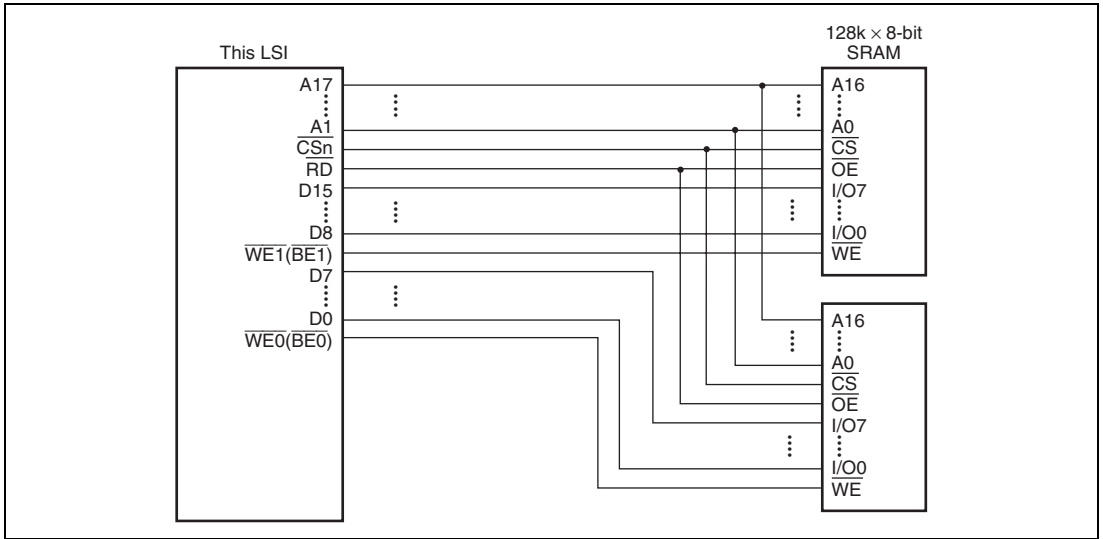 128k × 8-bit
SRAM
This LSI
A17
A1
CSn
RD
D15
D8
WE1(BE1)
D7
D0
WE0(BE0)
A16
A0
CS
OE
I/O7
I/O0
WE
A16
A0
CS
OE
I/O7
I/O0
WE